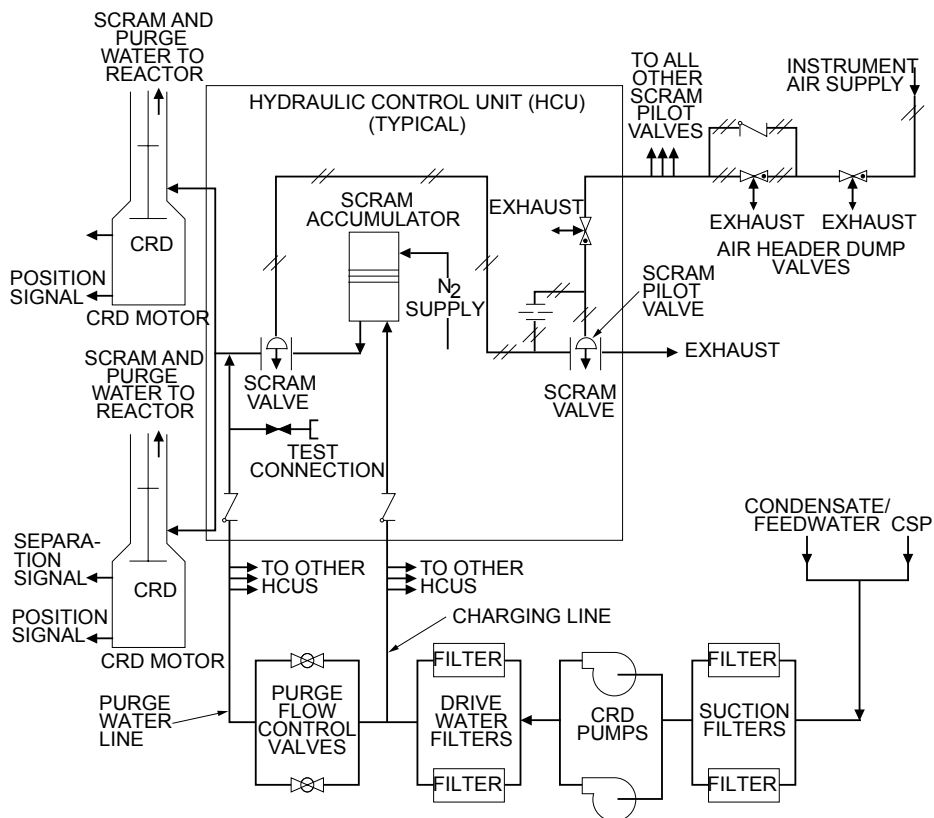 SCRAM AND
PURGE
WATER TO
REACTOR
HYDRAULIC CONTROL UNIT (HCU)
(TYPICAL)
TO ALL
OTHER
SCRAM
PILOT
VALVES
INSTRUMENT
AIR SUPPLY
SCRAM
ACCUMULATOR
EXHAUST
EXHAUST
EXHAUST
AIR HEADER DUMP
VALVES
CRD
POSITION
SIGNAL
CRD MOTOR
N2
SUPPLY
SCRAM
PILOT
VALVE
EXHAUST
SCRAM
VALVE
SCRAM
VALVE
SCRAM AND
PURGE
WATER TO
REACTOR
TEST
CONNECTION
CONDENSATE/
FEEDWATER
CSP
SEPARA-
TION
SIGNAL
CRD
POSITION
SIGNAL
CRD MOTOR
TO OTHER
HCUS
TO OTHER
HCUS
CHARGING LINE
PURGE
WATER
LINE
PURGE
FLOW
CONTROL
VALVES
FILTER
DRIVE
WATER
FILTERS
FILTER
CRD
PUMPS
FILTER
SUCTION
FILTERS
FILTER